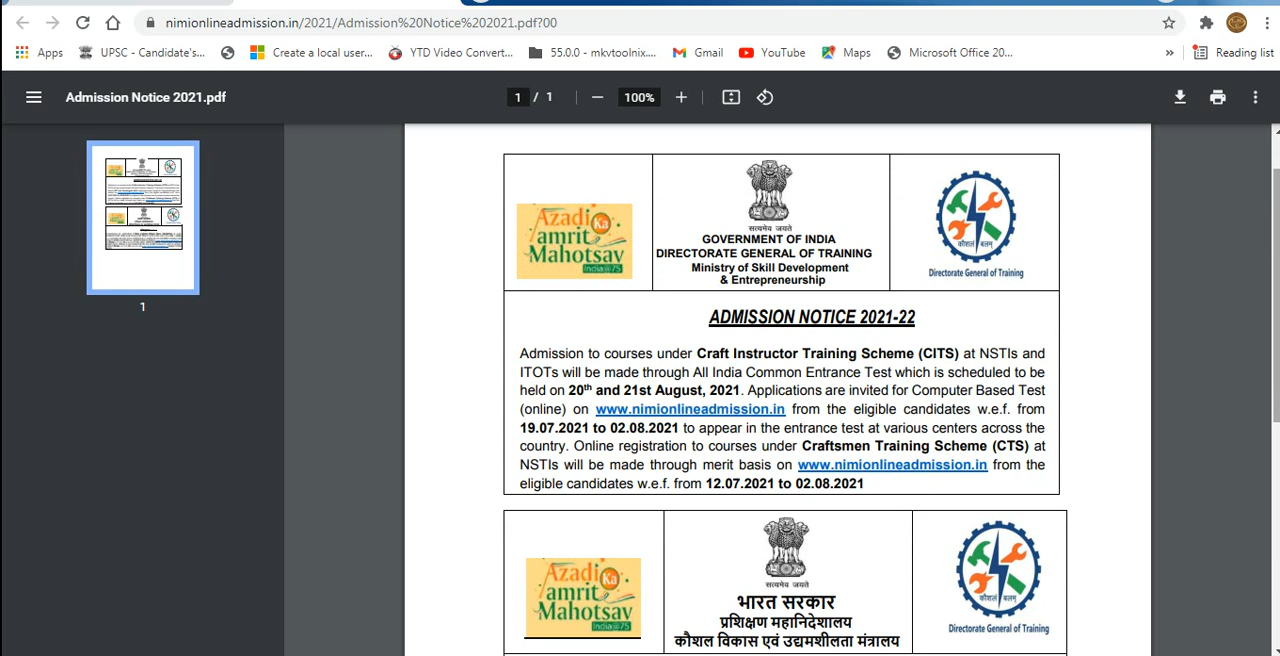 nimionlineadmission.in/2021/Admission%20Notice%202021.pdf?00
Apps
UPSC - Candidate's...
Create a local user...
YTD Video Convert...
55.0.0 - mkvtoolnix....
Gmail
YouTube
Maps
Microsoft Office 20...
»
Reading list
Admission Notice 2021.pdf
1 / 1
100%
1
Azadi Ka
amrit
Mahotsav
India@75
सत्यमेव जयते
GOVERNMENT OF INDIA
DIRECTORATE GENERAL OF TRAINING
Ministry of Skill Development
& Entrepreneurship
कौशलं बलम्
Directorate General of Training
ADMISSION NOTICE 2021-22
Admission to courses under Craft Instructor Training Scheme (CITS) at NSTIs and
ITOTs will be made through All India Common Entrance Test which is scheduled to be
held on 20th and 21st August, 2021. Applications are invited for Computer Based Test
(online) on www.nimionlineadmission.in from the eligible candidates w.e.f. from
19.07.2021 to 02.08.2021 to appear in the entrance test at various centers across the
country. Online registration to courses under Craftsmen Training Scheme (CTS) at
NSTIs will be made through merit basis on www.nimionlineadmission.in from the
eligible candidates w.e.f. from 12.07.2021 to 02.08.2021
Azadi Ka
amrit
Mahotsav
India@75
सत्यमेव जयते
भारत सरकार
प्रशिक्षण महानिदेशालय
कौशल विकास एवं उद्यमशीलता मंत्रालय
कौशलं बलम्
Directorate General of Training